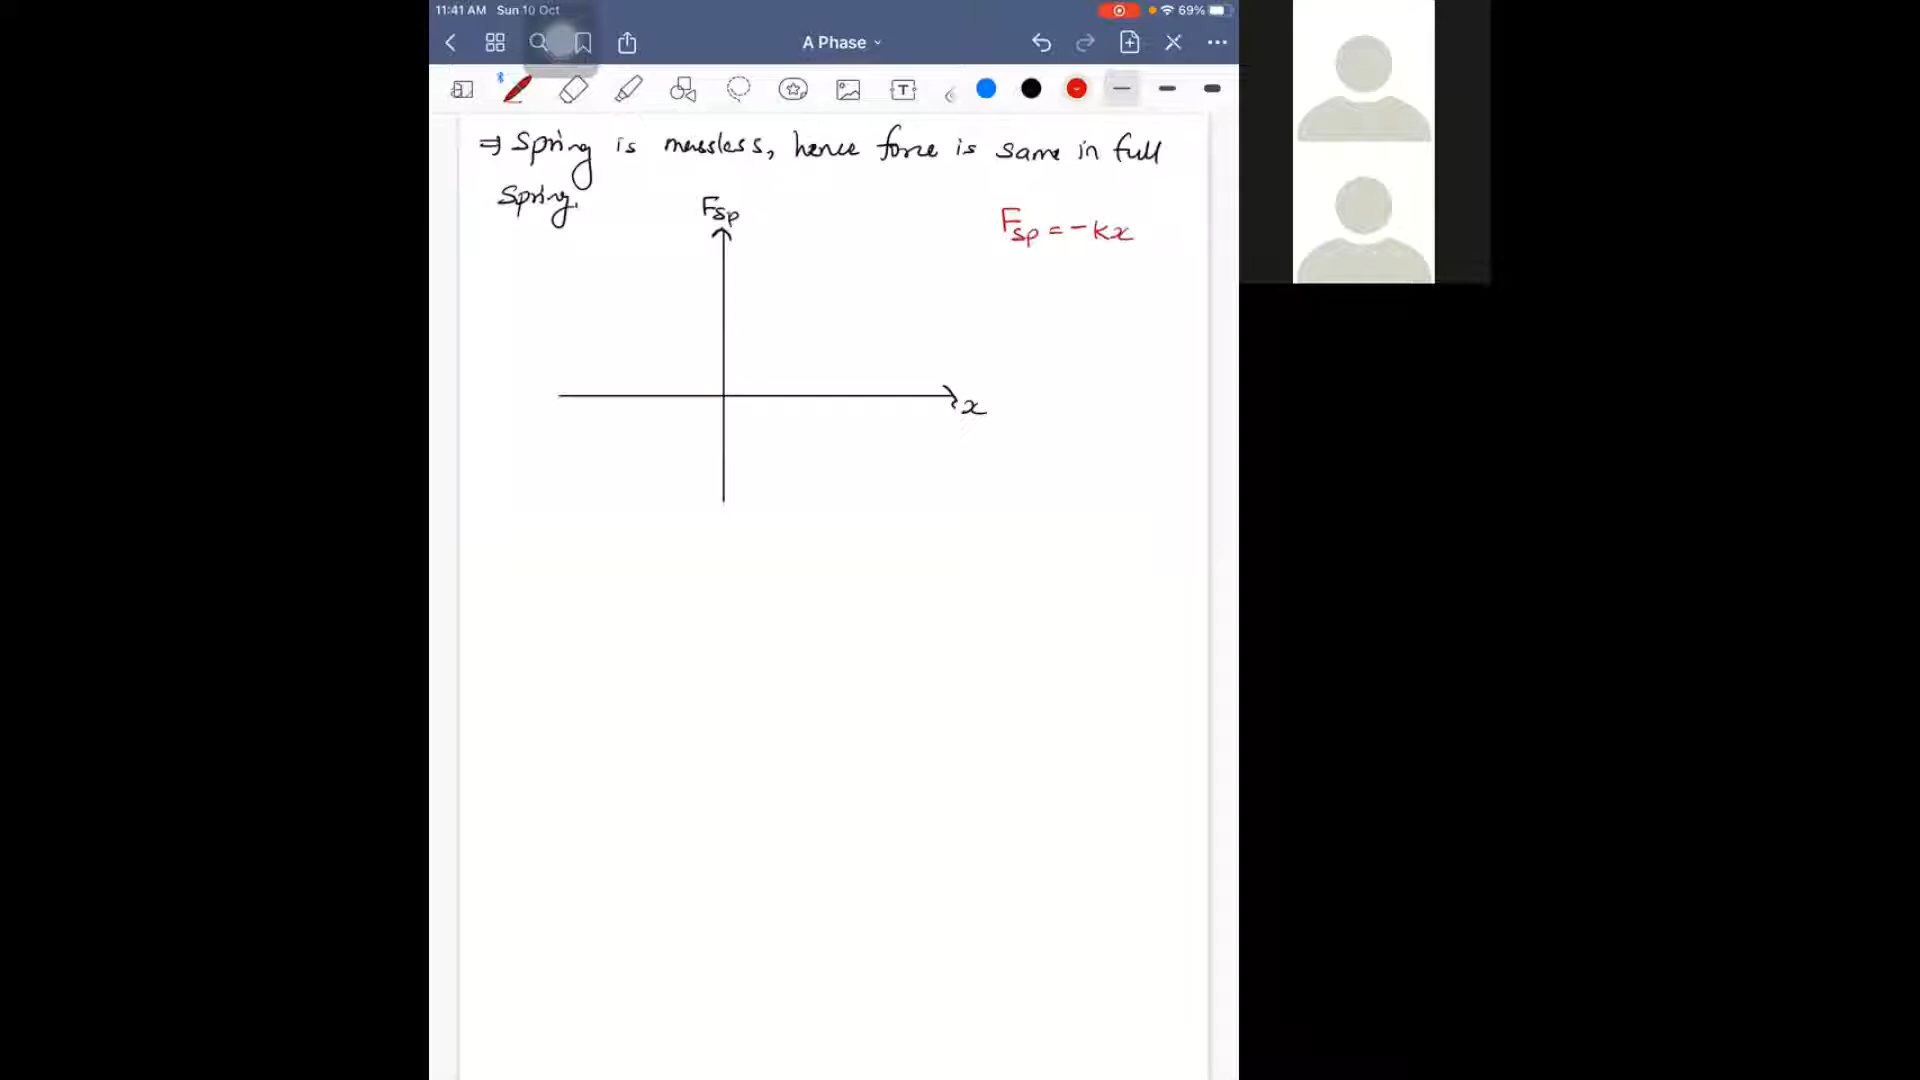 11:41 AM Sun 10 Oct
69%
A Phase
T
⇒ Spring is massless, hence force is same in full
Spring.
Fsp
Fsp = -kx
x